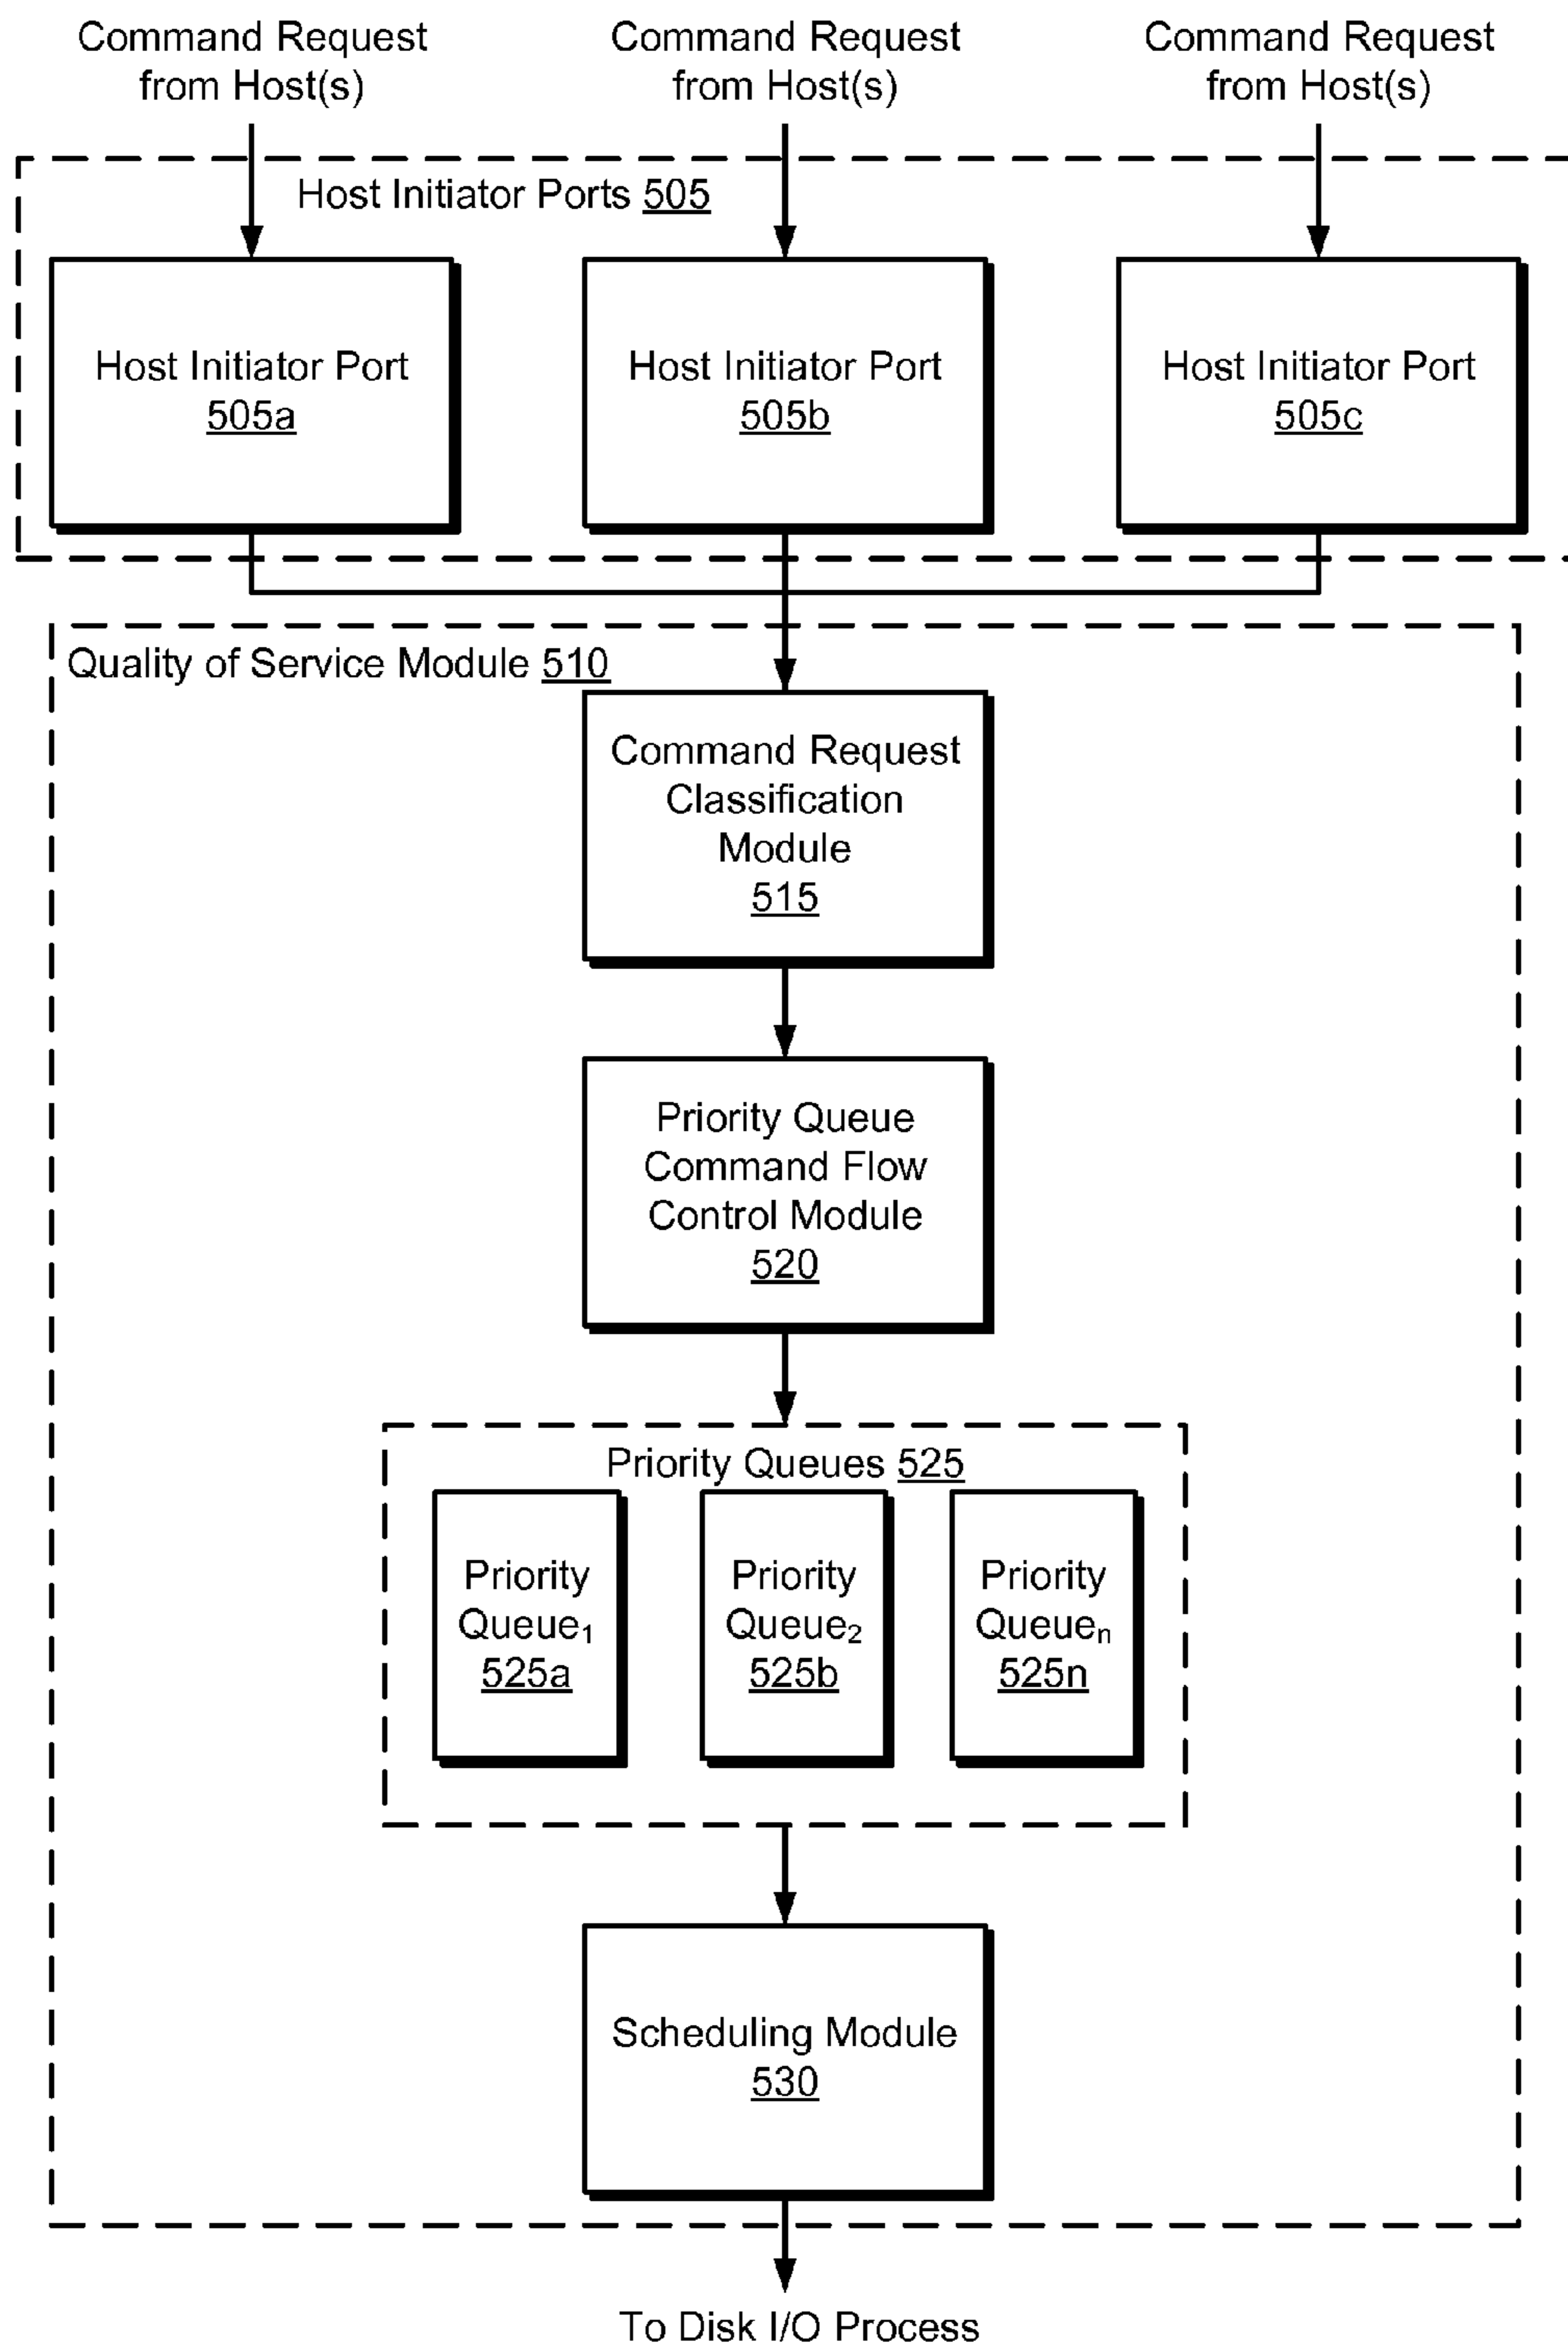 Command Request
from Host(s)
Command Request
from Host(s)
Command Request
from Host(s)
Host Initiator Ports 505
Host Initiator Port
505a
Host Initiator Port
505b
Host Initiator Port
505c
Quality of Service Module 510
Command Request
Classification
Module
515
Priority Queue
Command Flow
Control Module
520
Priority Queues 525
Priority
Queue₁
525a
Priority
Queue₂
525b
Priority
Queueₙ
525n
Scheduling Module
530
To Disk I/O Process